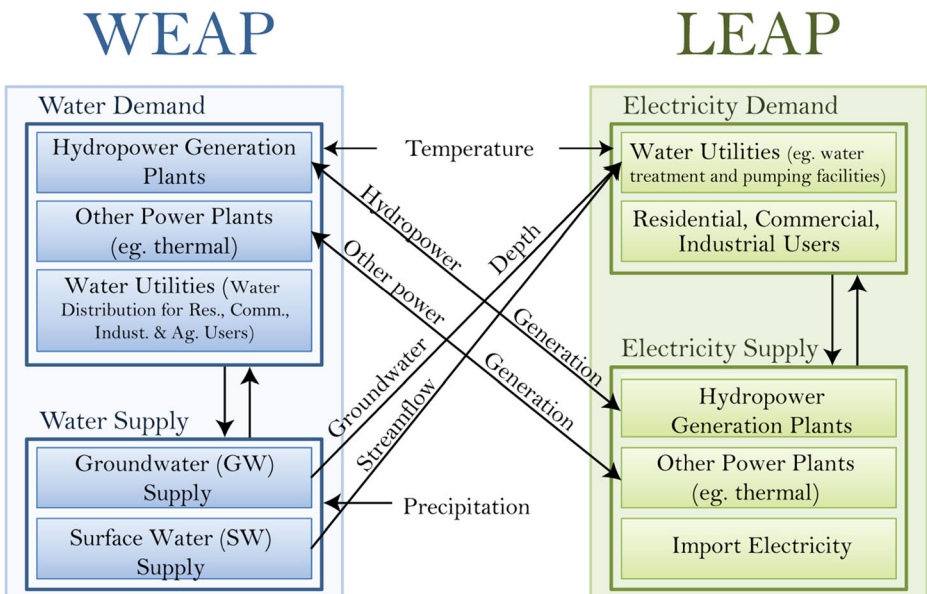 WEAP
LEAP
Water Demand
Hydropower Generation
Plants
Other Power Plants
(eg. thermal)
Water Utilities (Water
Distribution for Res., Comm.,
Indust. & Ag. Users)
Water Supply
Groundwater (GW)
Supply
Surface Water (SW)
Supply
Temperature
Hydropower Generation
Other power Generation
Groundwater Depth
Streamflow
Precipitation
Electricity Demand
Water Utilities (eg. water
treatment and pumping facilities)
Residential, Commercial,
Industrial Users
Electricity Supply
Hydropower
Generation Plants
Other Power Plants
(eg. thermal)
Import Electricity